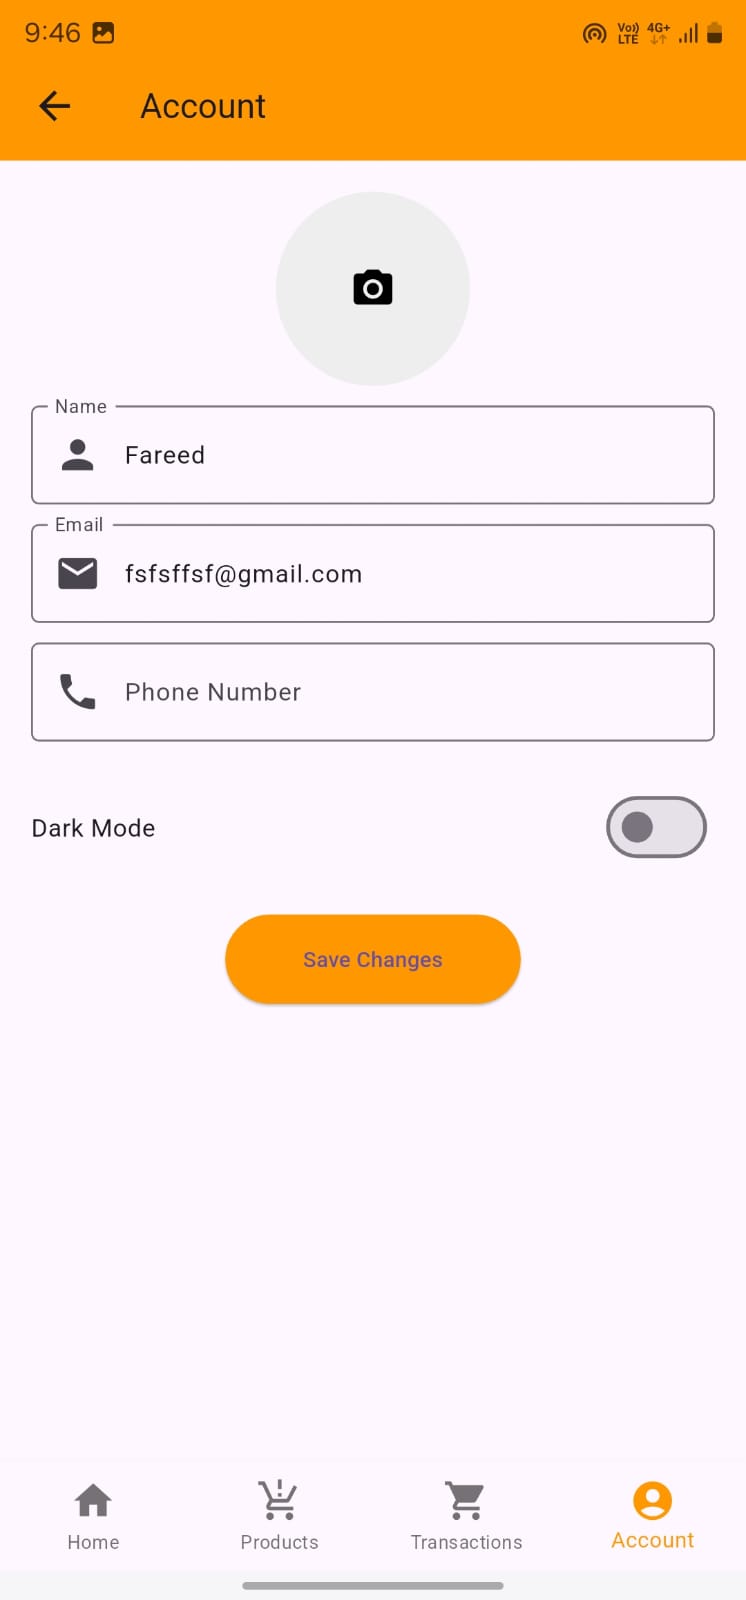 9:46 Vo)) LTE 4G+
Account
Name
Fareed
Email
fsfsffsf@gmail.com
Phone Number
Dark Mode
Save Changes
Home Products Transactions Account